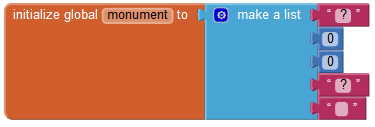 initialize global monument to make a list " ? "
0
0
" ? "
" "